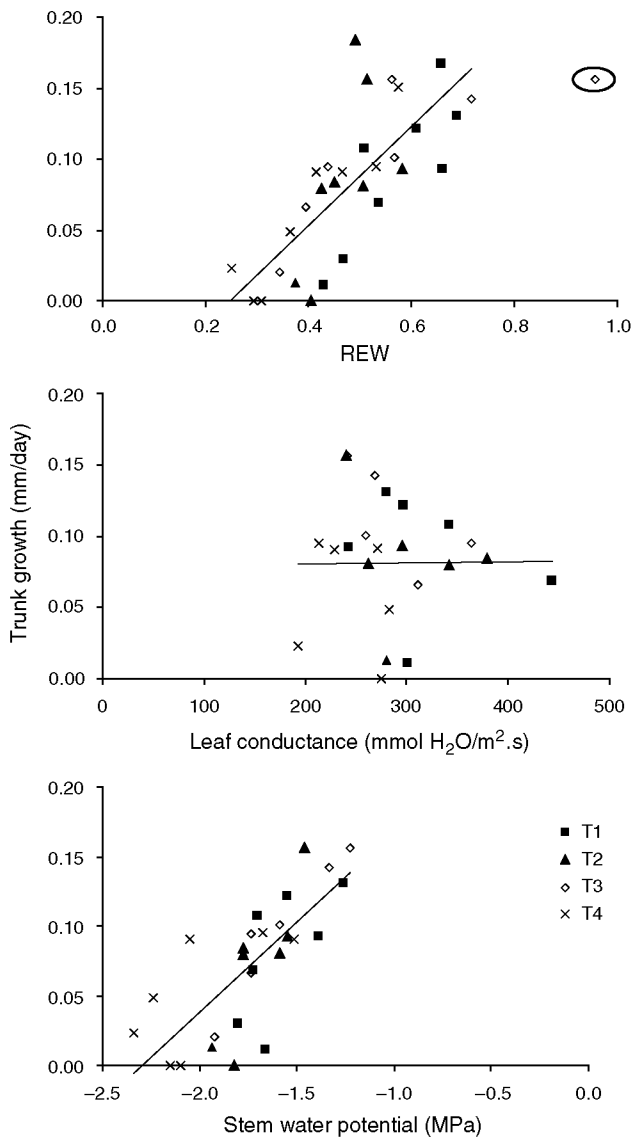 0.20
0.15
0.10
0.05
0.00
0.0 0.2 0.4 0.6 0.8 1.0
REW
Trunk growth (mm/day)
0.20
0.15
0.10
0.05
0.00
0 100 200 300 400 500
Leaf conductance (mmol H₂O/m².s)
0.20
0.15
0.10
0.05
0.00
T1
T2
T3
T4
−2.5 −2.0 −1.5 −1.0 −0.5 0.0
Stem water potential (MPa)